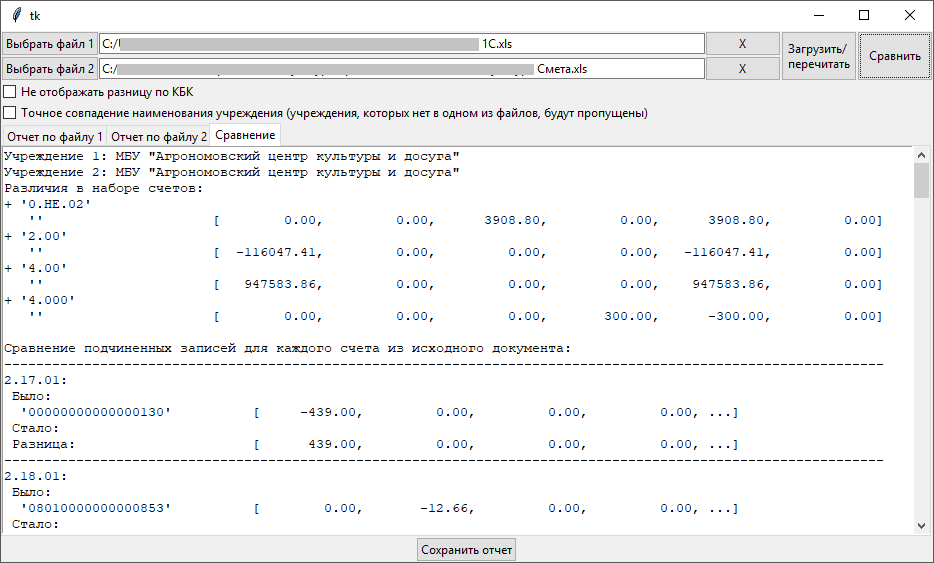 tk
Выбрать файл 1 C:/ 1C.xls X
Выбрать файл 2 C:/ Смета.xls X
Загрузить/
перечитать
Сравнить
Не отображать разницу по КБК
Точное совпадение наименования учреждения (учреждения, которых нет в одном из файлов, будут пропущены)
Отчет по файлу 1 Отчет по файлу 2 Сравнение
Учреждение 1: МБУ "Агрономовский центр культуры и досуга"
Учреждение 2: МБУ "Агрономовский центр культуры и досуга"
Различия в наборе счетов:
+ '0.НЕ.02'
'' [ 0.00, 0.00, 3908.80, 0.00, 3908.80, 0.00]
+ '2.00'
'' [ -116047.41, 0.00, 0.00, 0.00, -116047.41, 0.00]
+ '4.00'
'' [ 947583.86, 0.00, 0.00, 0.00, 947583.86, 0.00]
+ '4.000'
'' [ 0.00, 0.00, 0.00, 300.00, -300.00, 0.00]
Сравнение подчиненных записей для каждого счета из исходного документа:
2.17.01:
Было:
'00000000000000130' [ -439.00, 0.00, 0.00, 0.00, ...]
Стало:
Разница: [ 439.00, 0.00, 0.00, 0.00, ...]
2.18.01:
Было:
'08010000000000853' [ 0.00, -12.66, 0.00, 0.00, ...]
Стало:
Сохранить отчет